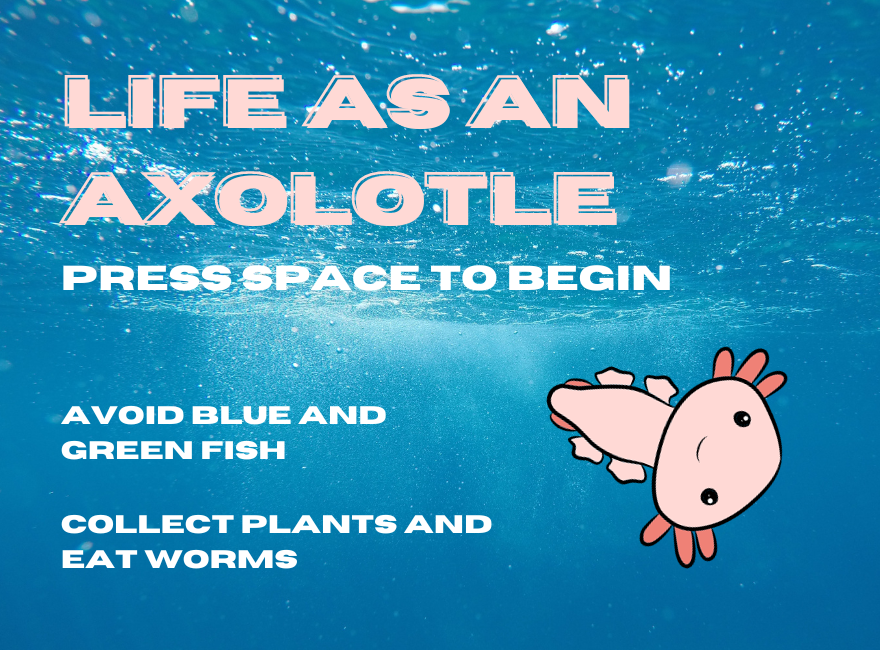 LIFE AS AN
AXOLOTLE
PRESS SPACE TO BEGIN
AVOID BLUE AND
GREEN FISH
COLLECT PLANTS AND
EAT WORMS